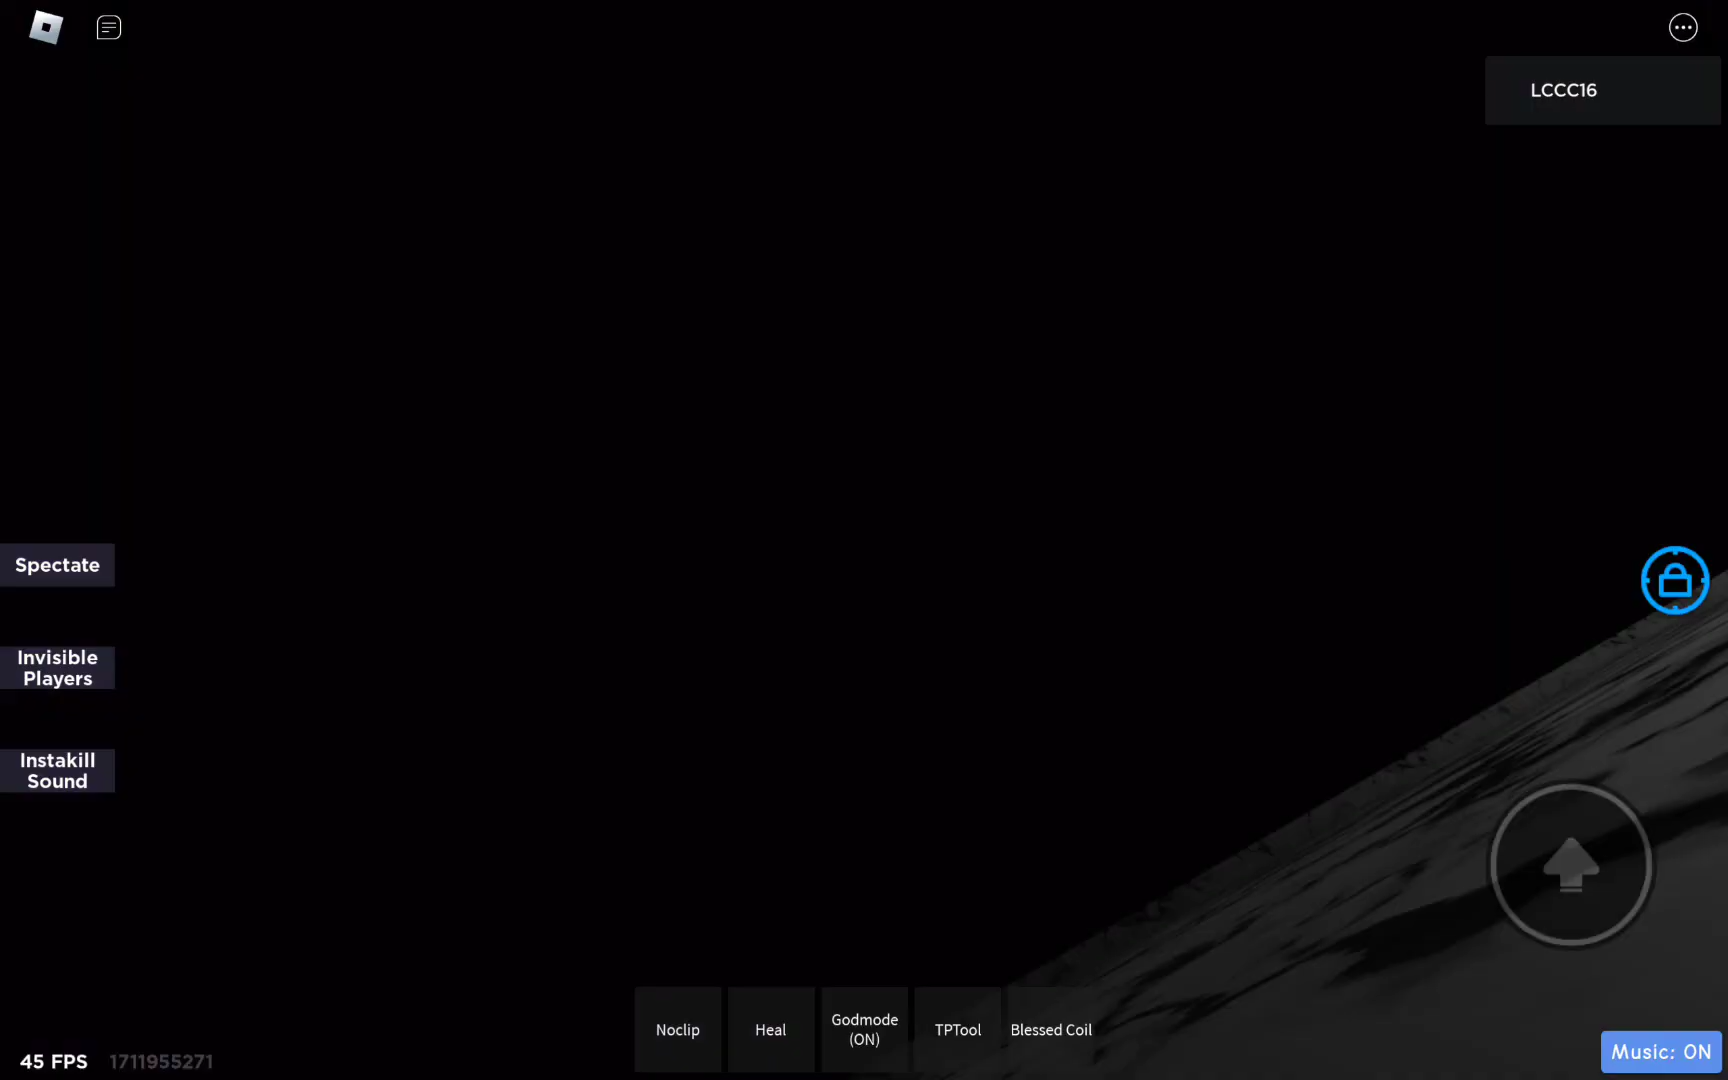 LCCC16
Spectate
Invisible
Players
Instakill
Sound
Noclip
Heal
Godmode
(ON)
TPTool
Blessed Coil
45 FPS
1711955271
Music: ON